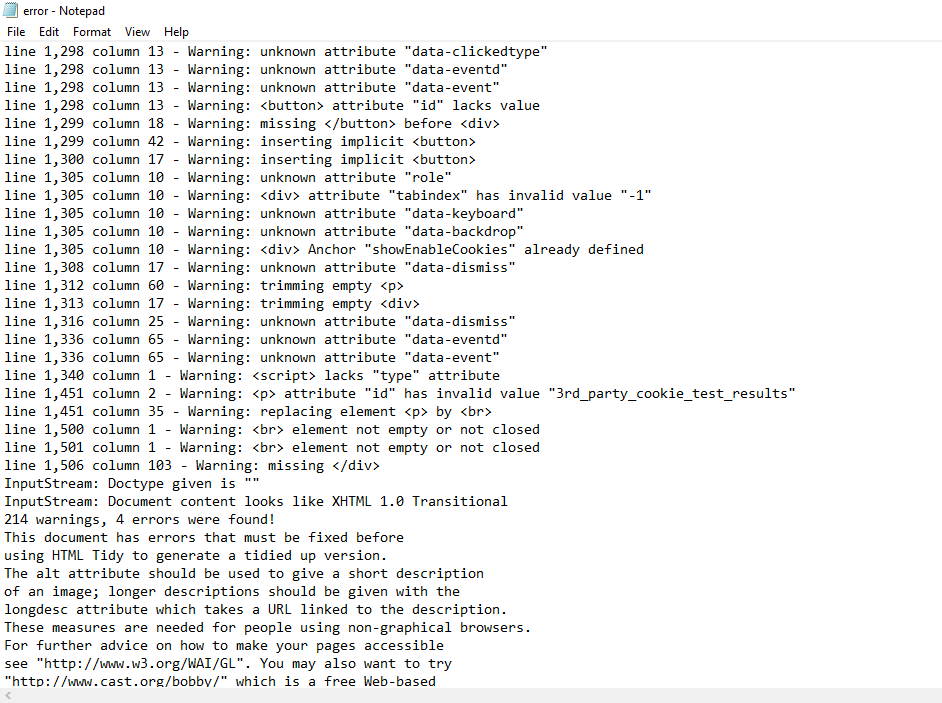 error - Notepad
File Edit Format View Help
line 1,298 column 13 - Warning: unknown attribute "data-clickedtype"
line 1,298 column 13 - Warning: unknown attribute "data-eventd"
line 1,298 column 13 - Warning: unknown attribute "data-event"
line 1,298 column 13 - Warning: <button> attribute "id" lacks value
line 1,299 column 18 - Warning: missing </button> before <div>
line 1,299 column 42 - Warning: inserting implicit <button>
line 1,300 column 17 - Warning: inserting implicit <button>
line 1,305 column 10 - Warning: unknown attribute "role"
line 1,305 column 10 - Warning: <div> attribute "tabindex" has invalid value "-1"
line 1,305 column 10 - Warning: unknown attribute "data-keyboard"
line 1,305 column 10 - Warning: unknown attribute "data-backdrop"
line 1,305 column 10 - Warning: <div> Anchor "showEnableCookies" already defined
line 1,308 column 17 - Warning: unknown attribute "data-dismiss"
line 1,312 column 60 - Warning: trimming empty <p>
line 1,313 column 17 - Warning: trimming empty <div>
line 1,316 column 25 - Warning: unknown attribute "data-dismiss"
line 1,336 column 65 - Warning: unknown attribute "data-eventd"
line 1,336 column 65 - Warning: unknown attribute "data-event"
line 1,340 column 1 - Warning: <script> lacks "type" attribute
line 1,451 column 2 - Warning: <p> attribute "id" has invalid value "3rd_party_cookie_test_results"
line 1,451 column 35 - Warning: replacing element <p> by <br>
line 1,500 column 1 - Warning: <br> element not empty or not closed
line 1,501 column 1 - Warning: <br> element not empty or not closed
line 1,506 column 103 - Warning: missing </div>
InputStream: Doctype given is ""
InputStream: Document content looks like XHTML 1.0 Transitional
214 warnings, 4 errors were found!
This document has errors that must be fixed before
using HTML Tidy to generate a tidied up version.
The alt attribute should be used to give a short description
of an image; longer descriptions should be given with the
longdesc attribute which takes a URL linked to the description.
These measures are needed for people using non-graphical browsers.
For further advice on how to make your pages accessible
see "http://www.w3.org/WAI/GL". You may also want to try
"http://www.cast.org/bobby/" which is a free Web-based